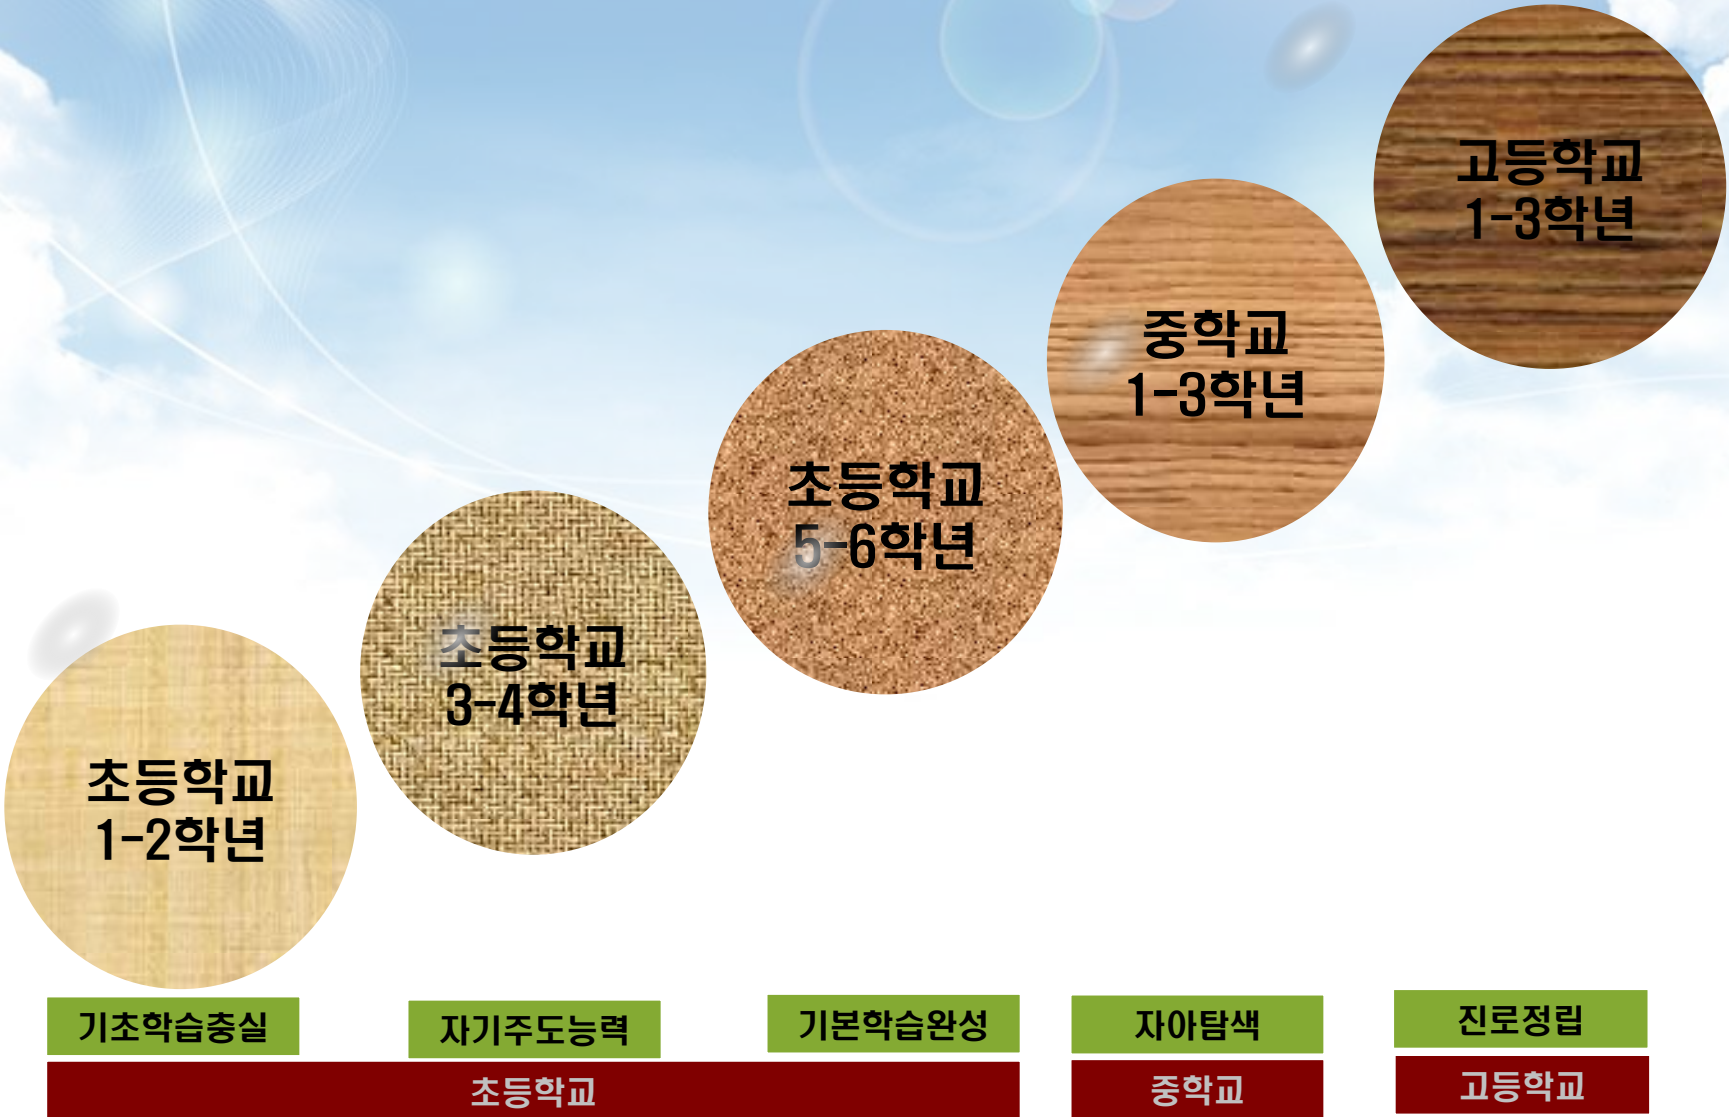 고등학교
1-3학년
중학교
1-3학년
초등학교
5-6학년
초등학교
3-4학년
초등학교
1-2학년
기초학습충실
자기주도능력
기본학습완성
자아탐색
진로정립
초등학교
중학교
고등학교